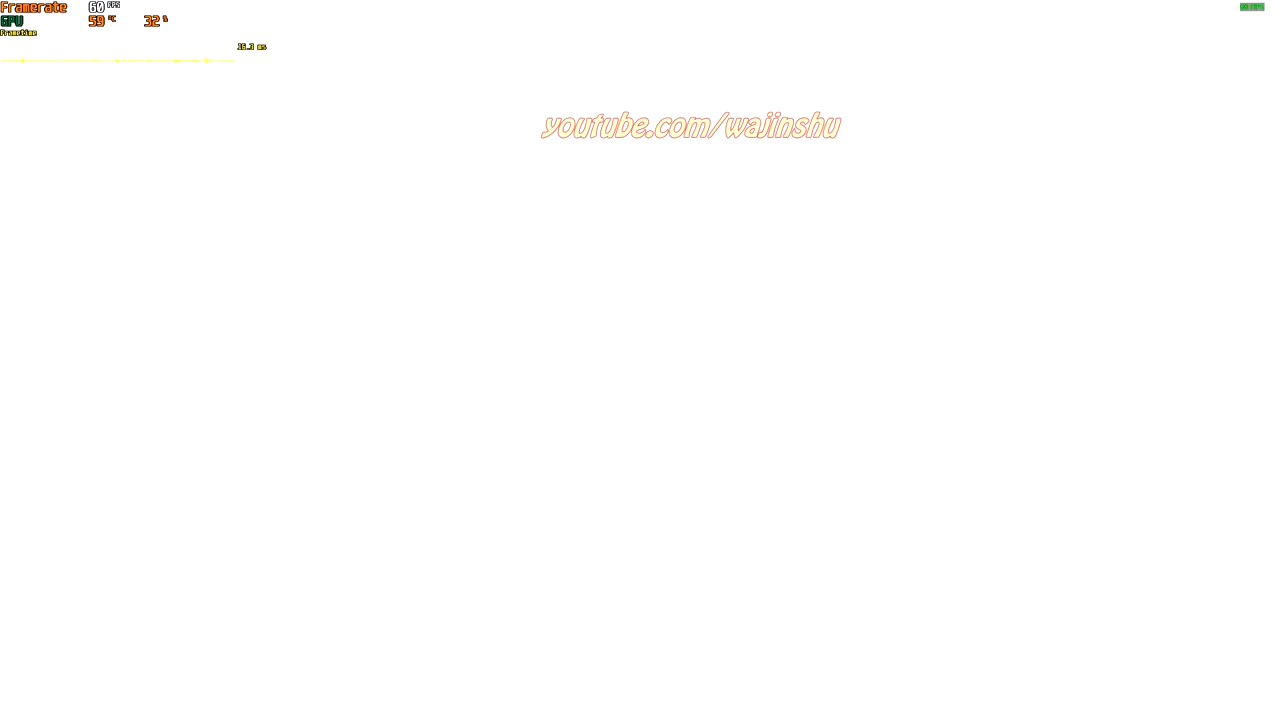 Framerate 60 FPS
GPU 59 °C 32 %
Frametime
16.3 ms
youtube.com/wajinshu